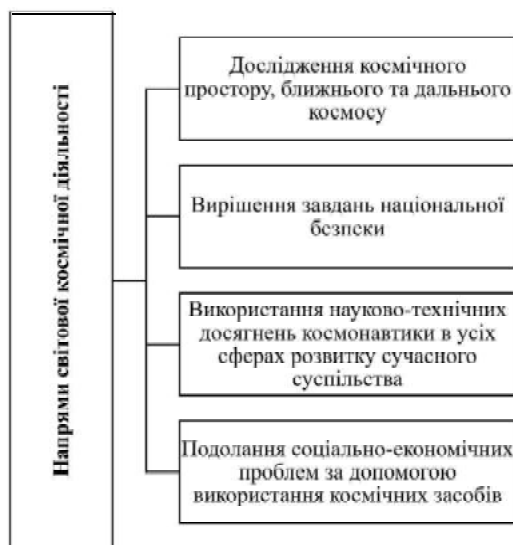 Напрями світової космічної діяльності
Дослідження космічного
простору, ближнього та дальнього
космосу
Вирішення завдань національної
безпеки
Використання науково-технічних
досягнень космонавтики в усіх
сферах розвитку сучасного
суспільства
Подолання соціально-економічних
проблем за допомогою
використання космічних засобів